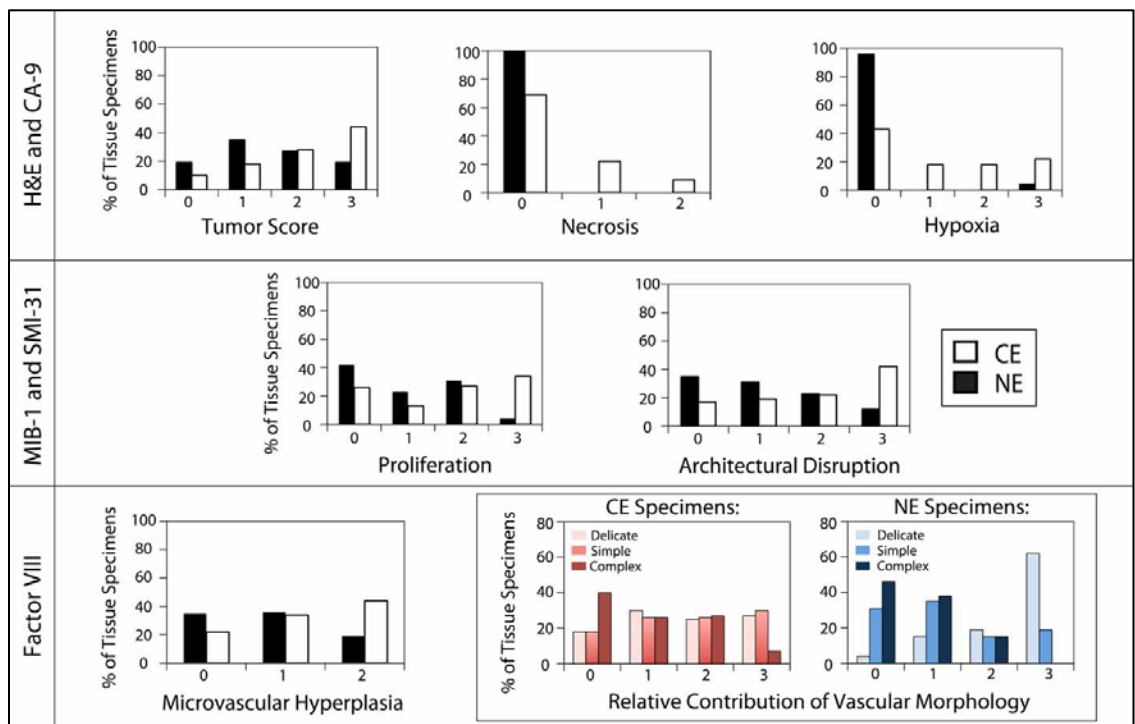 H&E and CA-9
% of Tissue Specimens
100
80
60
40
20
0
0 1 2 3
Tumor Score
100
80
60
40
20
0
0 1 2
Necrosis
100
80
60
40
20
0
0 1 2 3
Hypoxia
MIB-1 and SMI-31
% of Tissue Specimens
100
80
60
40
20
0
0 1 2 3
Proliferation
100
80
60
40
20
0
0 1 2 3
Architectural Disruption
CE
NE
Factor VIII
% of Tissue Specimens
100
80
60
40
20
0
0 1 2
Microvascular Hyperplasia
% of Tissue Specimens
CE Specimens:
80
60
40
20
0
Delicate
Simple
Complex
0 1 2 3
NE Specimens:
80
60
40
20
0
Delicate
Simple
Complex
0 1 2 3
Relative Contribution of Vascular Morphology